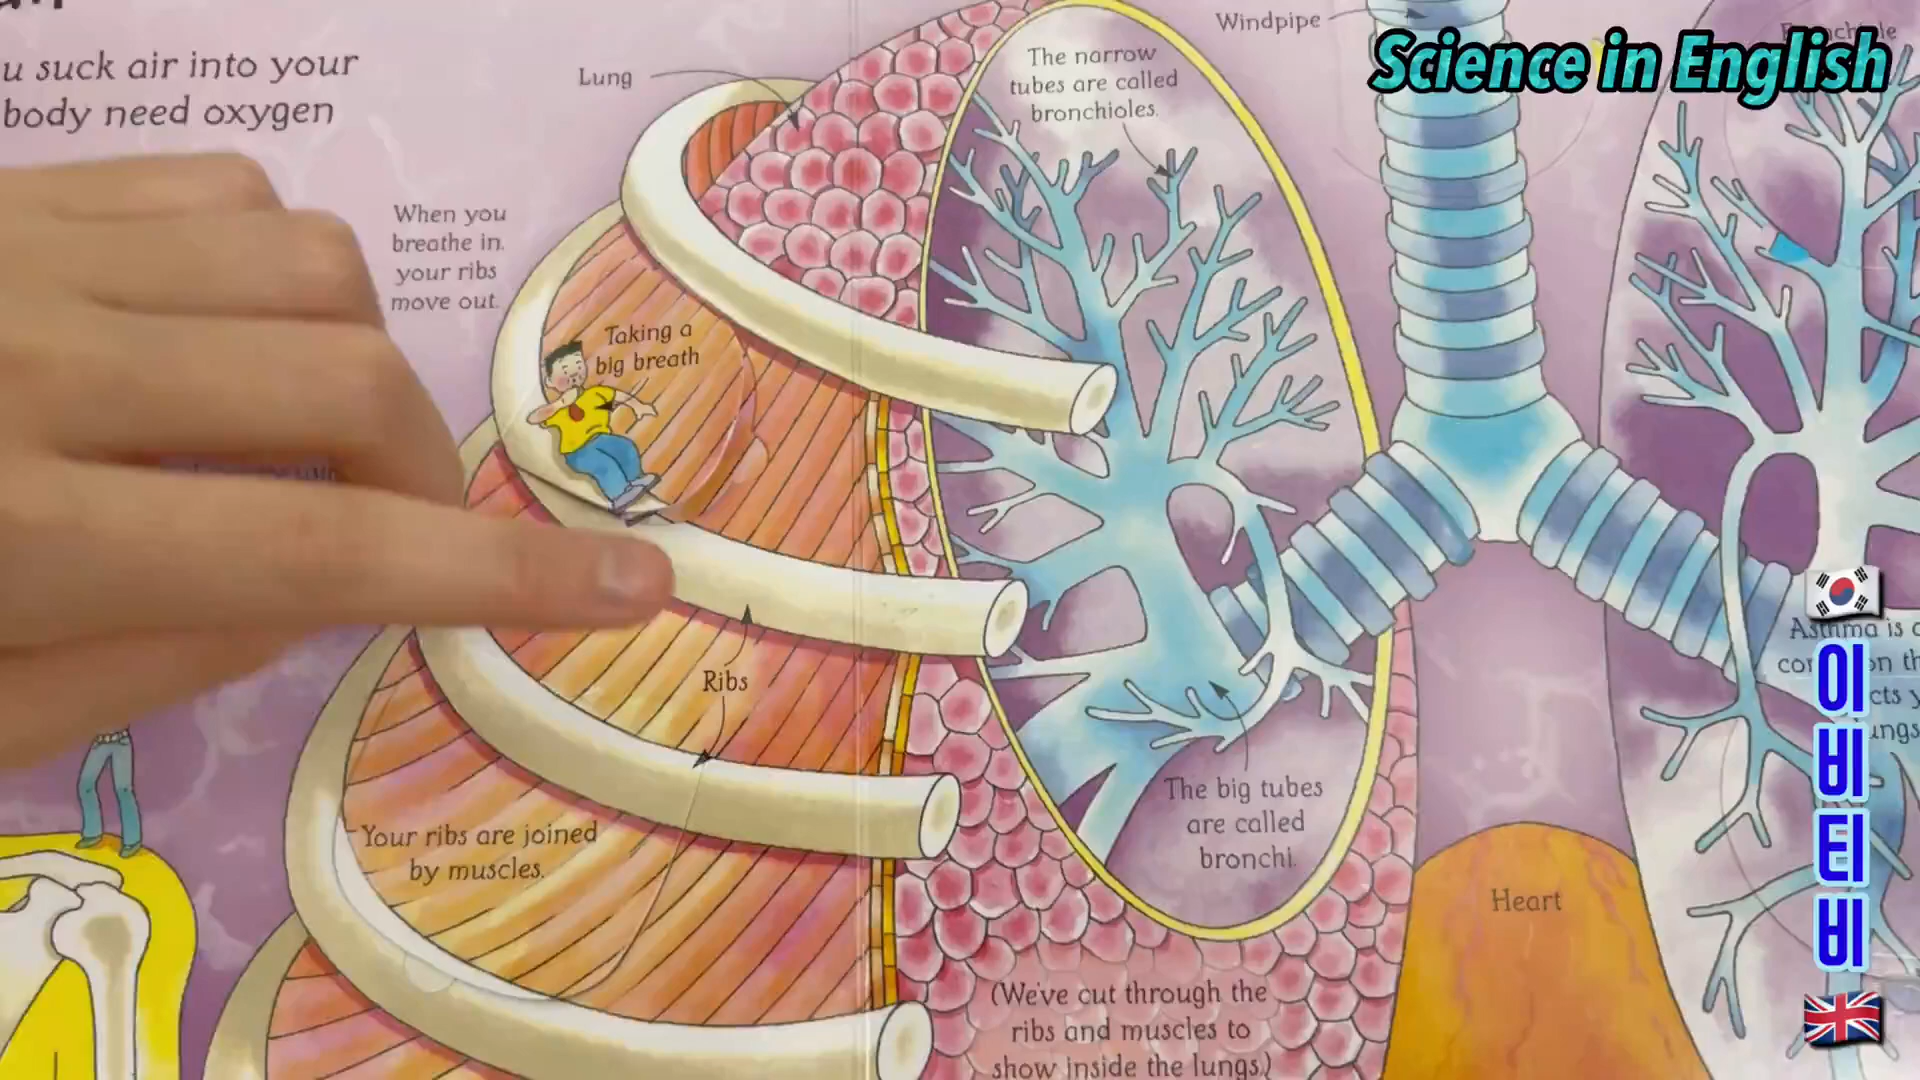 u suck air into your
body need oxygen
Lung
Windpipe
Science in English
The narrow
tubes are called
bronchioles.
When you
breathe in.
your ribs
move out.
Taking a
big breath
Ribs
Your ribs are joined
by muscles.
The big tubes
are called
bronchi.
Heart
(We've cut through the
ribs and muscles to
show inside the lungs.)
Asthma is
이비티비